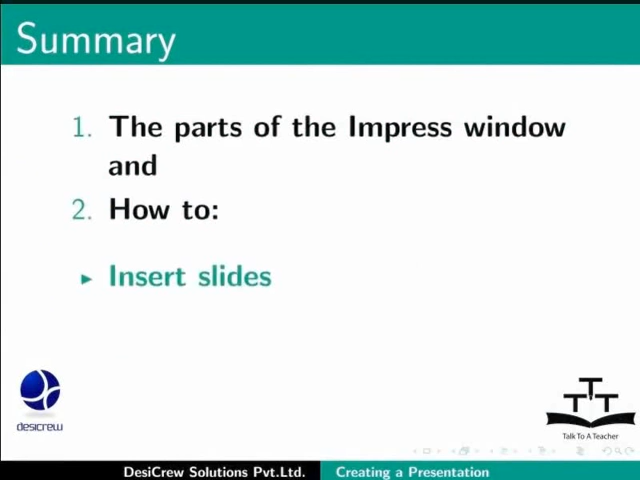 Summary
1. The parts of the Impress window
and
2. How to:
▶ Insert slides
desicrew
TTT
Talk To A Teacher
DesiCrew Solutions Pvt.Ltd. Creating a Presentation